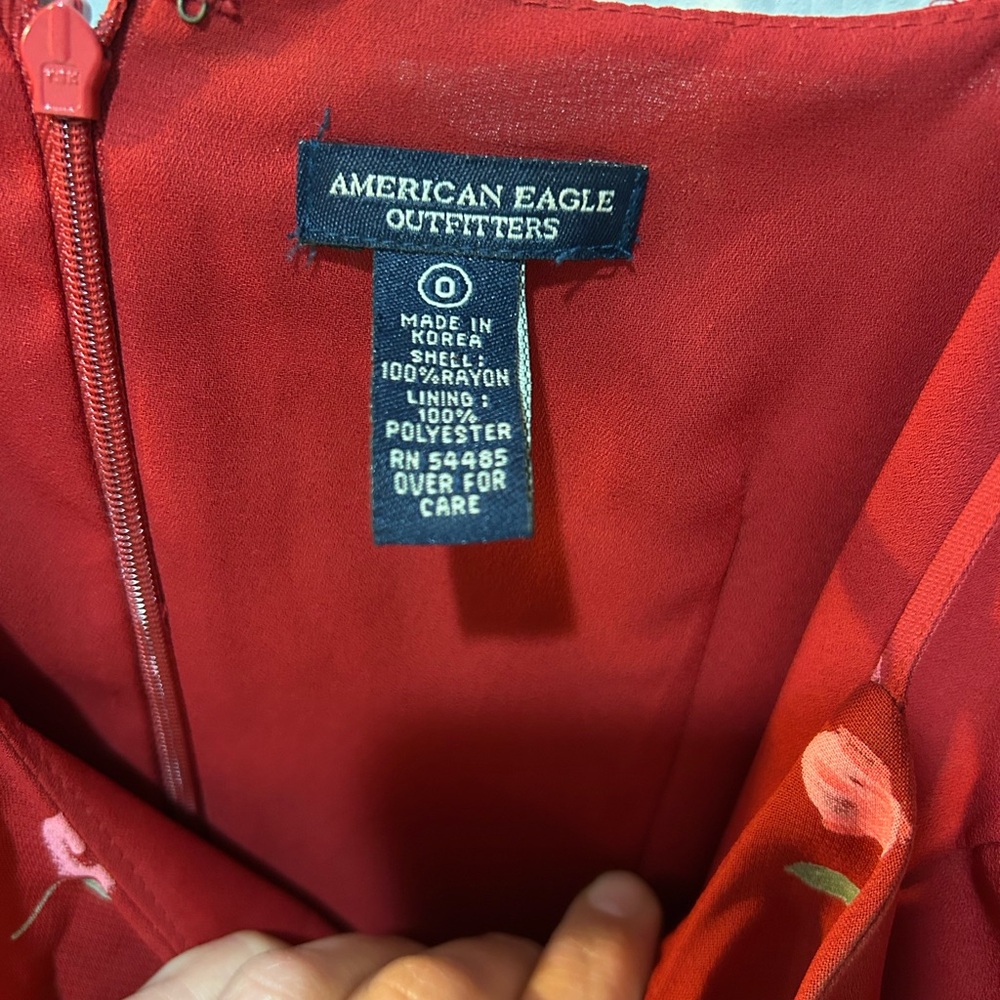 AMERICAN EAGLE
OUTFITTERS
0
MADE IN
KOREA
SHELL:
100%RAYON
LINING:
100%
POLYESTER
RN 54485
OVER FOR
CARE